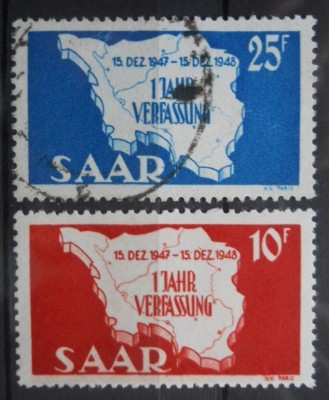 25F
15. DEZ. 1947 – 15. DEZ. 1948
1 JAHR
VERFASSUNG
SAAR
10F
15. DEZ. 1947 – 15. DEZ. 1948
1 JAHR
VERFASSUNG
SAAR